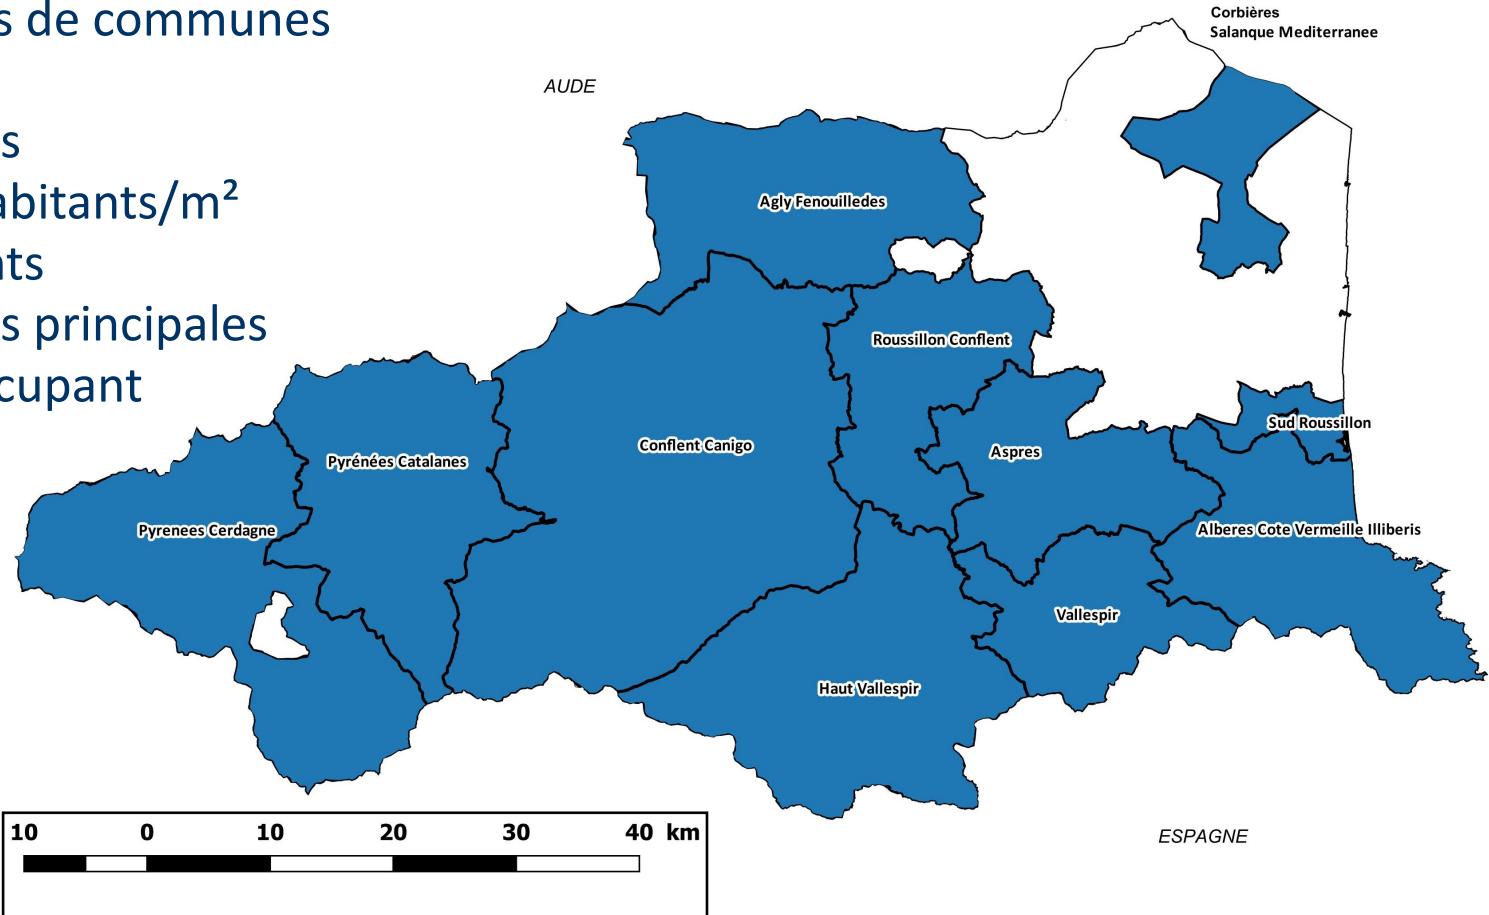 s de communes
s
abitants/m²
nts
s principales
ccupant
Corbières
Salanque Mediterranee
AUDE
Agly Fenouilledes
Roussillon Conflent
Sud Roussillon
Conflent Canigo
Aspres
Pyrénées Catalanes
Pyrenees Cerdagne
Alberes Cote Vermeille Illiberis
Vallespir
Haut Vallespir
10 0 10 20 30 40 km
ESPAGNE